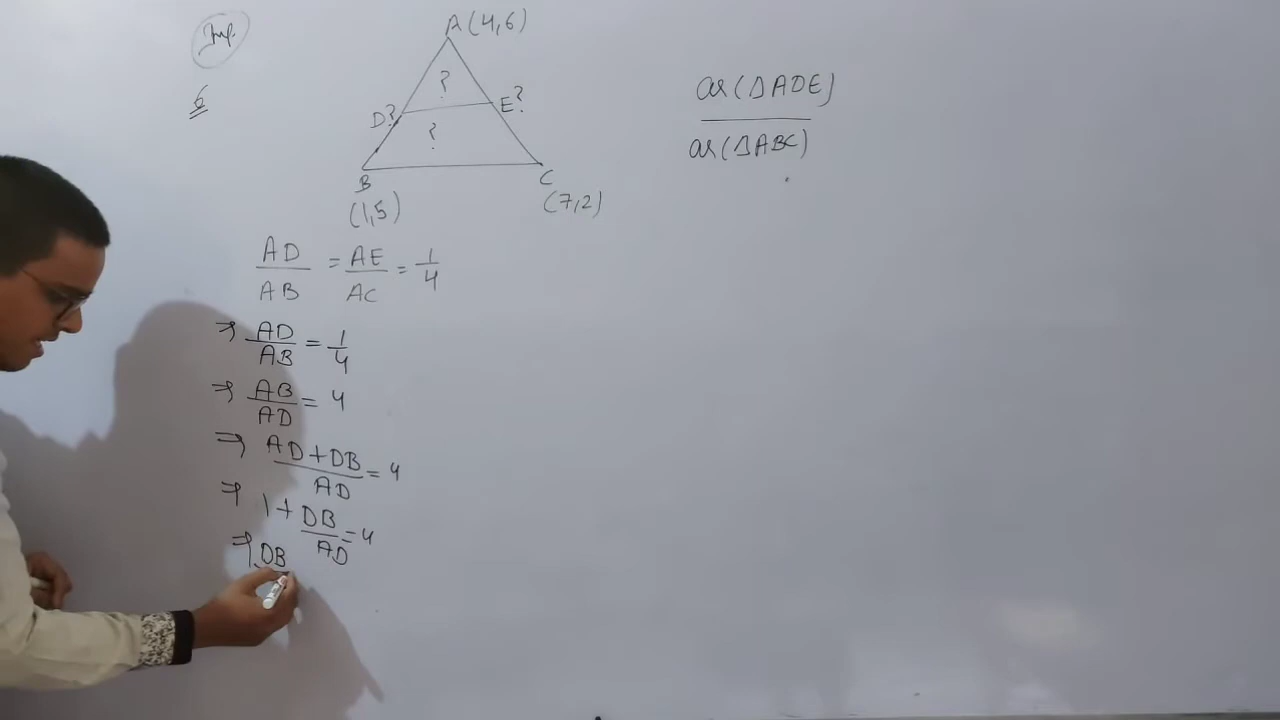 Imp.
6
A(4,6)
?
D?
E?
?
B
C
(1,5)
(7,2)
ar(ΔADE)
ar(ΔABC)
AD/AB = AE/AC = 1/4
⇒ AD/AB = 1/4
⇒ AB/AD = 4
⇒ AD+DB/AD = 4
⇒ 1+DB/AD = 4
⇒ DB